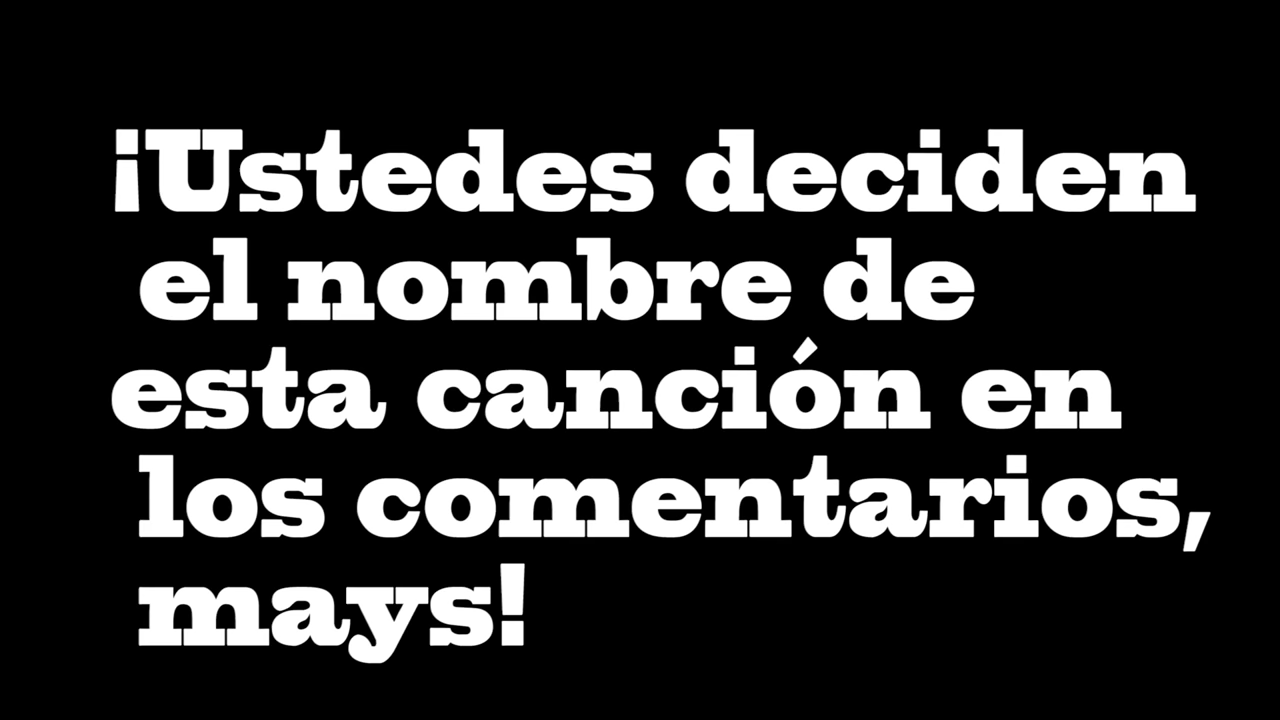 ¡Ustedes deciden
el nombre de
esta canción en
los comentarios,
mays!